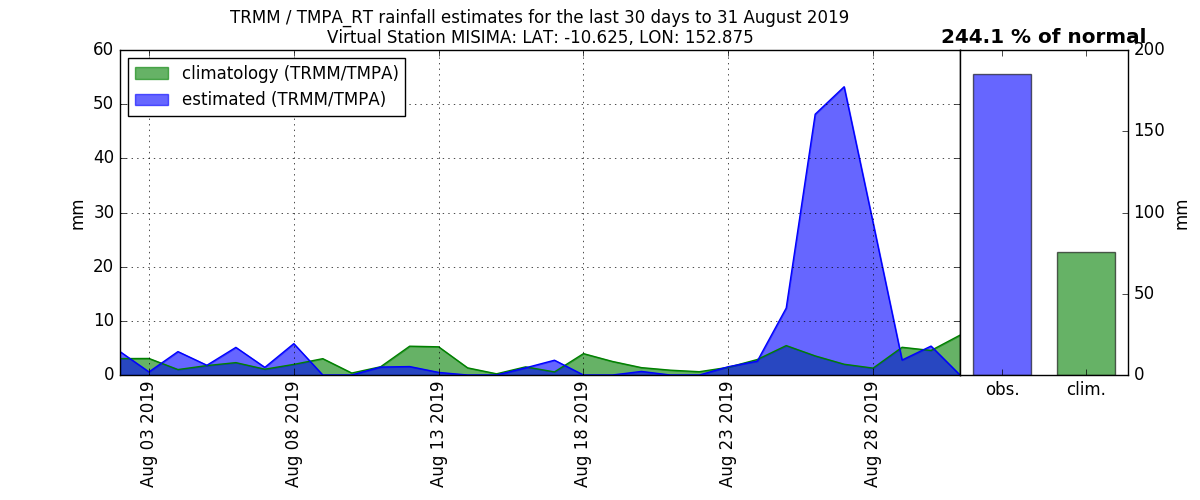 TRMM / TMPA_RT rainfall estimates for the last 30 days to 31 August 2019
Virtual Station MISIMA: LAT: -10.625, LON: 152.875
244.1 % of normal
climatology (TRMM/TMPA)
estimated (TRMM/TMPA)
60
50
40
30
20
10
0
mm
200
150
100
50
0
mm
Aug 03 2019
Aug 08 2019
Aug 13 2019
Aug 18 2019
Aug 23 2019
Aug 28 2019
obs.
clim.